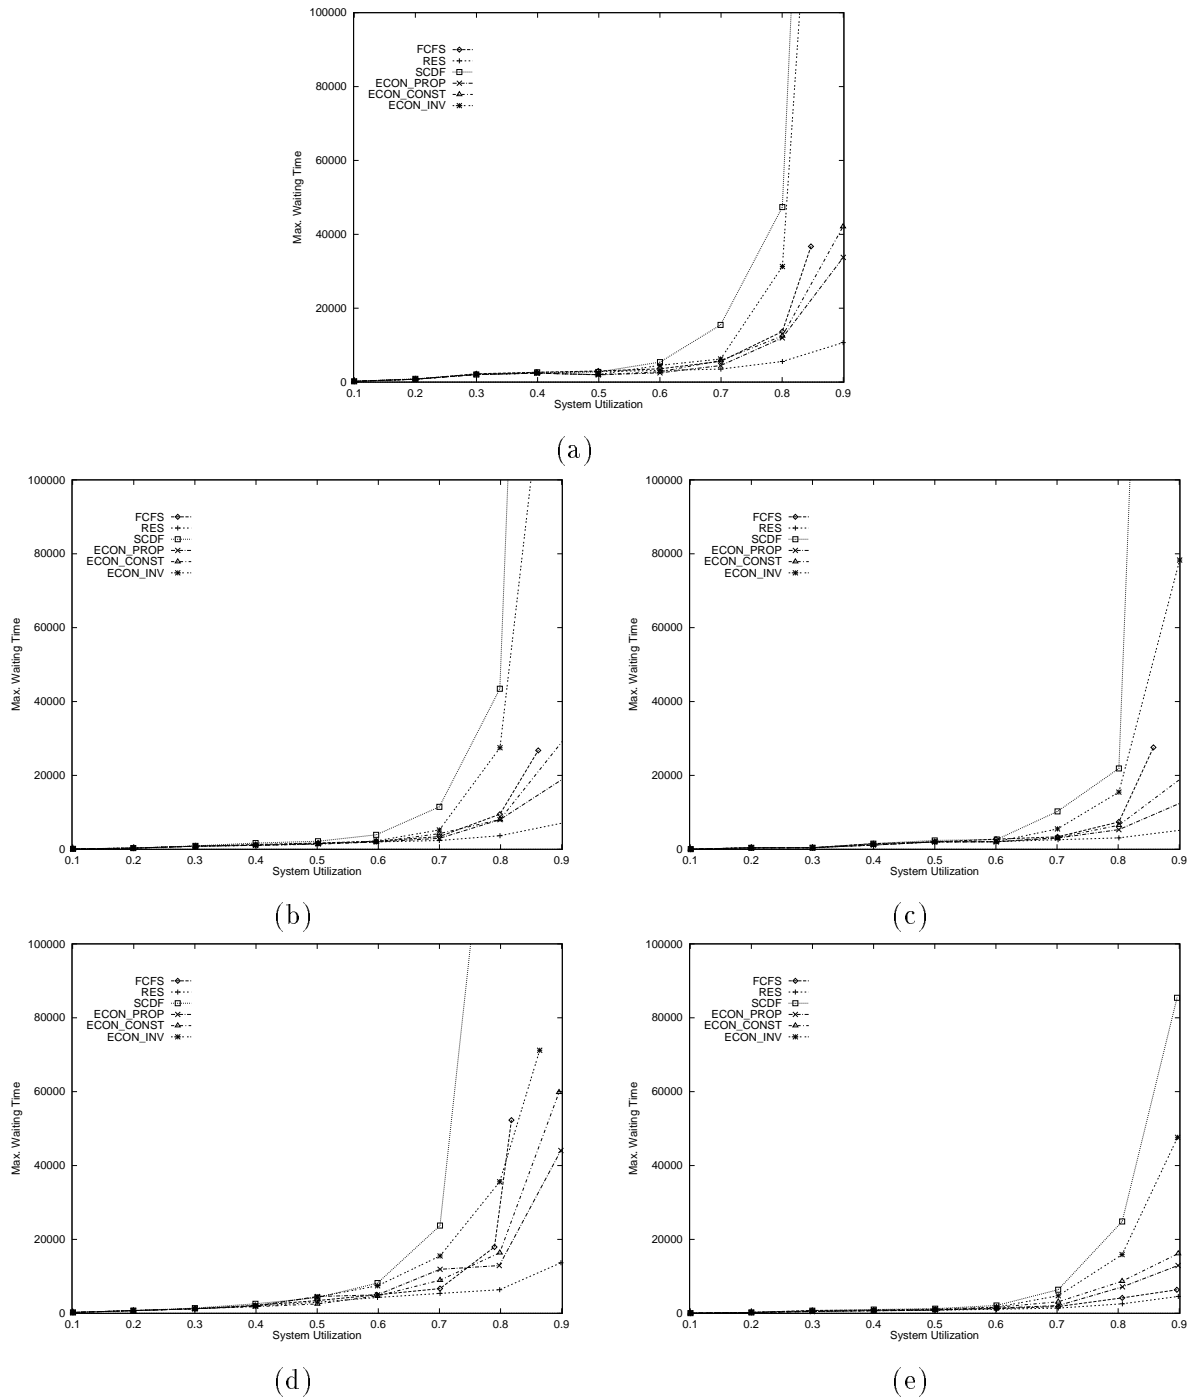 100000
80000
60000
40000
20000
0
Max. Waiting Time
FCFS
RES
SCDF
ECON_PROP
ECON_CONST
ECON_INV
0.1 0.2 0.3 0.4 0.5 0.6 0.7 0.8 0.9
System Utilization
(a)
100000
80000
60000
40000
20000
0
Max. Waiting Time
FCFS
RES
SCDF
ECON_PROP
ECON_CONST
ECON_INV
0.1 0.2 0.3 0.4 0.5 0.6 0.7 0.8 0.9
System Utilization
(b)
100000
80000
60000
40000
20000
0
Max. Waiting Time
FCFS
RES
SCDF
ECON_PROP
ECON_CONST
ECON_INV
0.1 0.2 0.3 0.4 0.5 0.6 0.7 0.8 0.9
System Utilization
(c)
100000
80000
60000
40000
20000
0
Max. Waiting Time
FCFS
RES
SCDF
ECON_PROP
ECON_CONST
ECON_INV
0.1 0.2 0.3 0.4 0.5 0.6 0.7 0.8 0.9
System Utilization
(d)
100000
80000
60000
40000
20000
0
Max. Waiting Time
FCFS
RES
SCDF
ECON_PROP
ECON_CONST
ECON_INV
0.1 0.2 0.3 0.4 0.5 0.6 0.7 0.8 0.9
System Utilization
(e)